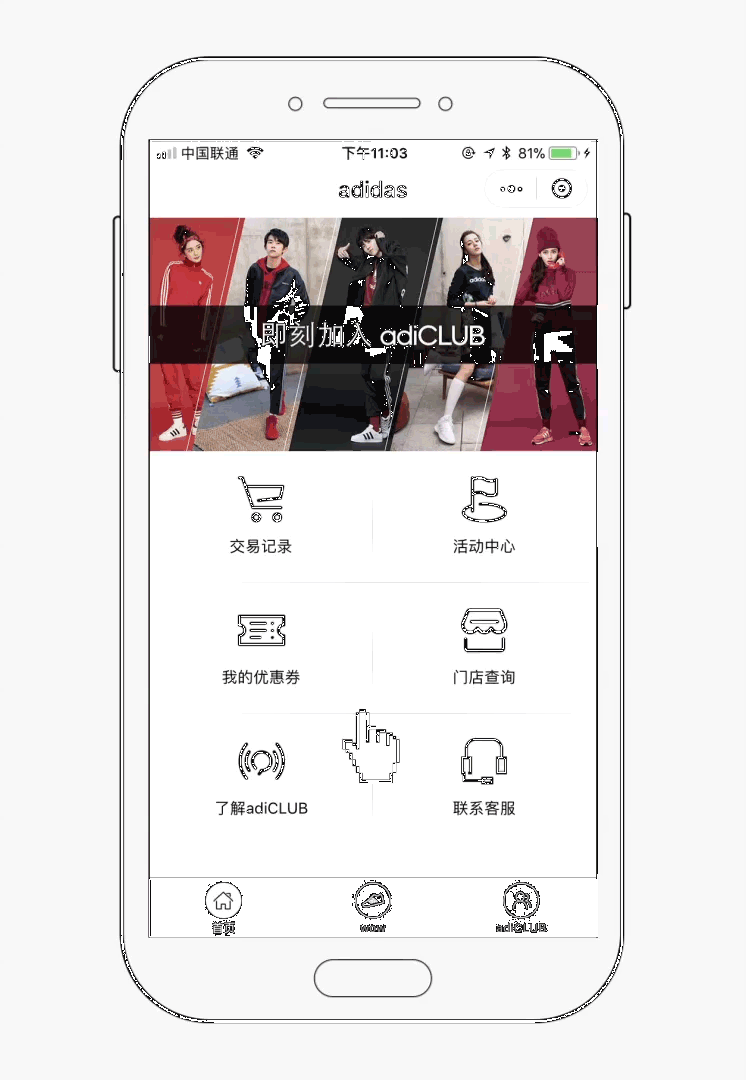 中国联通 下午11:03 81%
adidas
即刻加入 adiCLUB
交易记录 活动中心
我的优惠券 门店查询
了解adiCLUB 联系客服
首页 adiCLUB